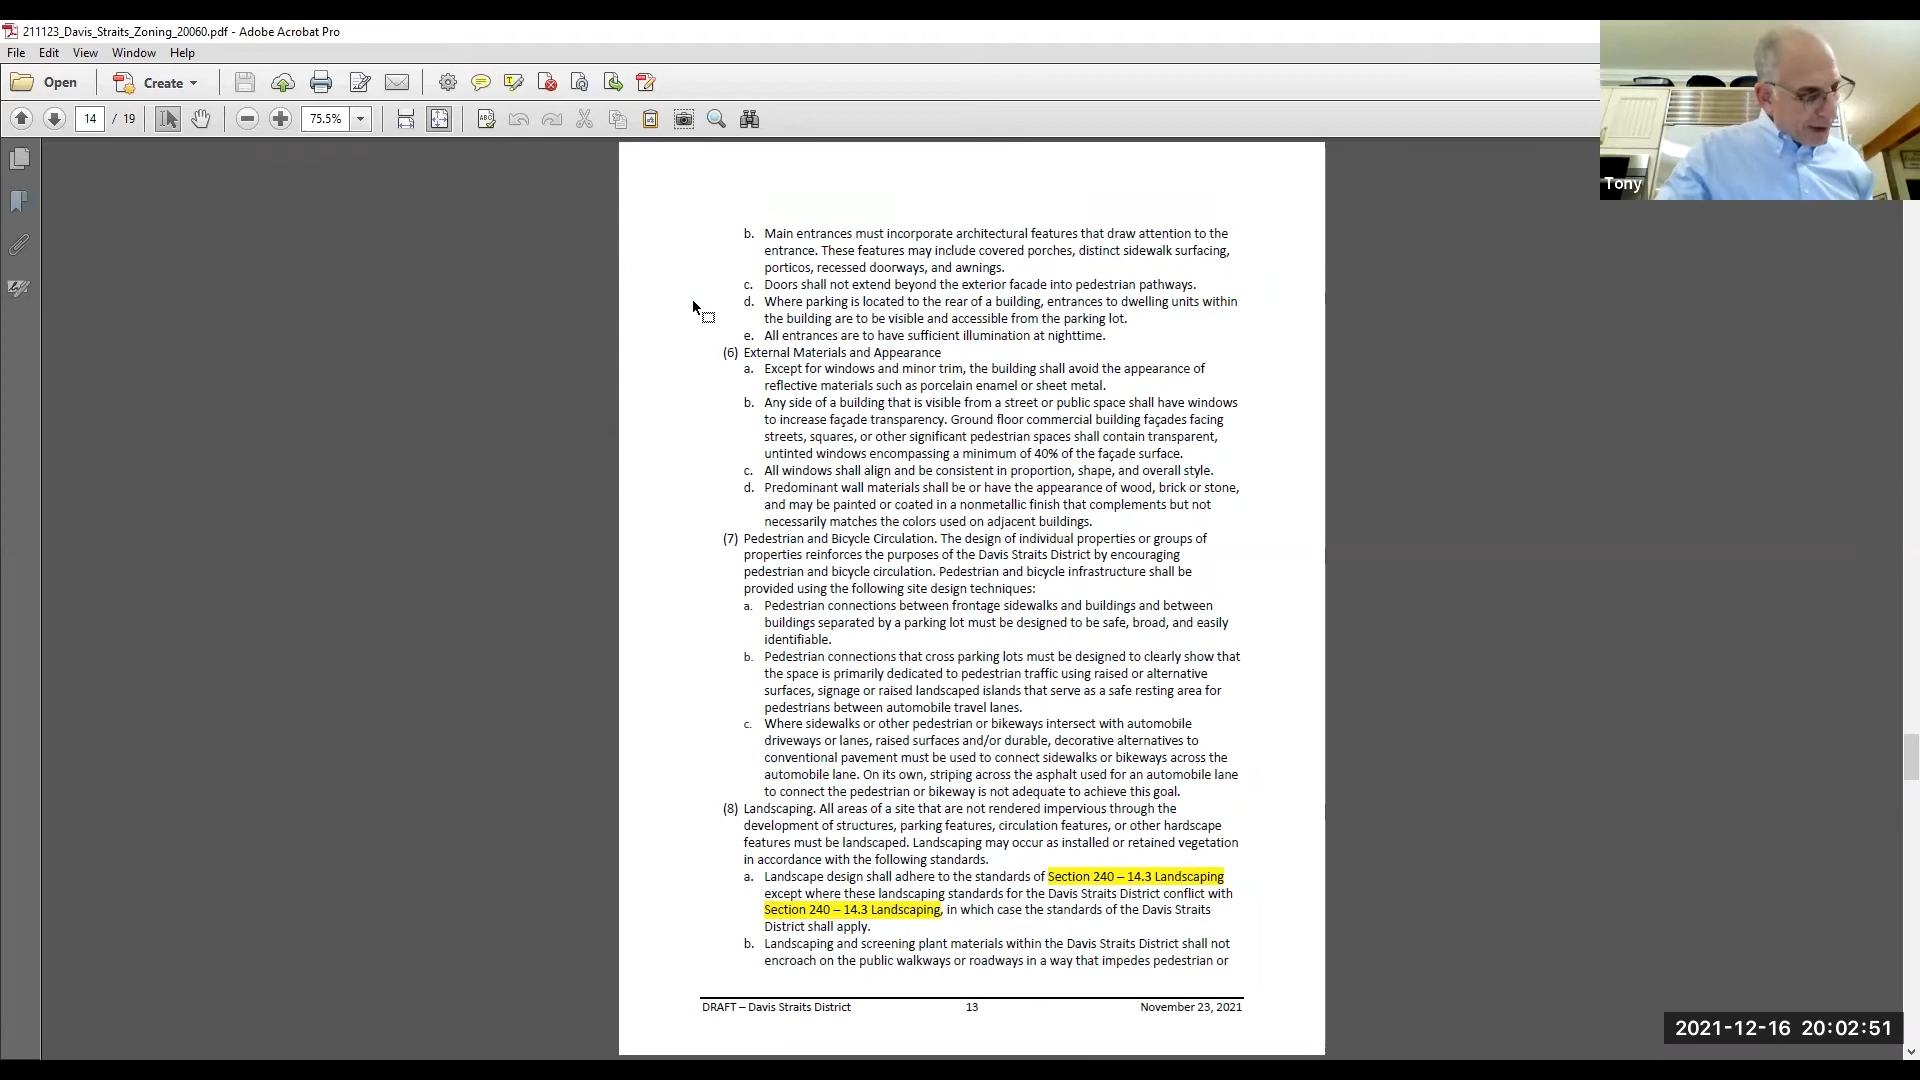 211123_Davis_Straits_Zoning_20060.pdf - Adobe Acrobat Pro
File Edit View Window Help
Open Create
14 / 19 75.5%
Tony
b. Main entrances must incorporate architectural features that draw attention to the
entrance. These features may include covered porches, distinct sidewalk surfacing,
porticos, recessed doorways, and awnings.
c. Doors shall not extend beyond the exterior facade into pedestrian pathways.
d. Where parking is located to the rear of a building, entrances to dwelling units within
the building are to be visible and accessible from the parking lot.
e. All entrances are to have sufficient illumination at nighttime.
(6) External Materials and Appearance
a. Except for windows and minor trim, the building shall avoid the appearance of
reflective materials such as porcelain enamel or sheet metal.
b. Any side of a building that is visible from a street or public space shall have windows
to increase façade transparency. Ground floor commercial building façades facing
streets, squares, or other significant pedestrian spaces shall contain transparent,
untinted windows encompassing a minimum of 40% of the façade surface.
c. All windows shall align and be consistent in proportion, shape, and overall style.
d. Predominant wall materials shall be or have the appearance of wood, brick or stone,
and may be painted or coated in a nonmetallic finish that complements but not
necessarily matches the colors used on adjacent buildings.
(7) Pedestrian and Bicycle Circulation. The design of individual properties or groups of
properties reinforces the purposes of the Davis Straits District by encouraging
pedestrian and bicycle circulation. Pedestrian and bicycle infrastructure shall be
provided using the following site design techniques:
a. Pedestrian connections between frontage sidewalks and buildings and between
buildings separated by a parking lot must be designed to be safe, broad, and easily
identifiable.
b. Pedestrian connections that cross parking lots must be designed to clearly show that
the space is primarily dedicated to pedestrian traffic using raised or alternative
surfaces, signage or raised landscaped islands that serve as a safe resting area for
pedestrians between automobile travel lanes.
c. Where sidewalks or other pedestrian or bikeways intersect with automobile
driveways or lanes, raised surfaces and/or durable, decorative alternatives to
conventional pavement must be used to connect sidewalks or bikeways across the
automobile lane. On its own, striping across the asphalt used for an automobile lane
to connect the pedestrian or bikeway is not adequate to achieve this goal.
(8) Landscaping. All areas of a site that are not rendered impervious through the
development of structures, parking features, circulation features, or other hardscape
features must be landscaped. Landscaping may occur as installed or retained vegetation
in accordance with the following standards.
a. Landscape design shall adhere to the standards of Section 240 – 14.3 Landscaping
except where these landscaping standards for the Davis Straits District conflict with
Section 240 – 14.3 Landscaping, in which case the standards of the Davis Straits
District shall apply.
b. Landscaping and screening plant materials within the Davis Straits District shall not
encroach on the public walkways or roadways in a way that impedes pedestrian or
DRAFT – Davis Straits District 13 November 23, 2021
2021-12-16 20:02:51